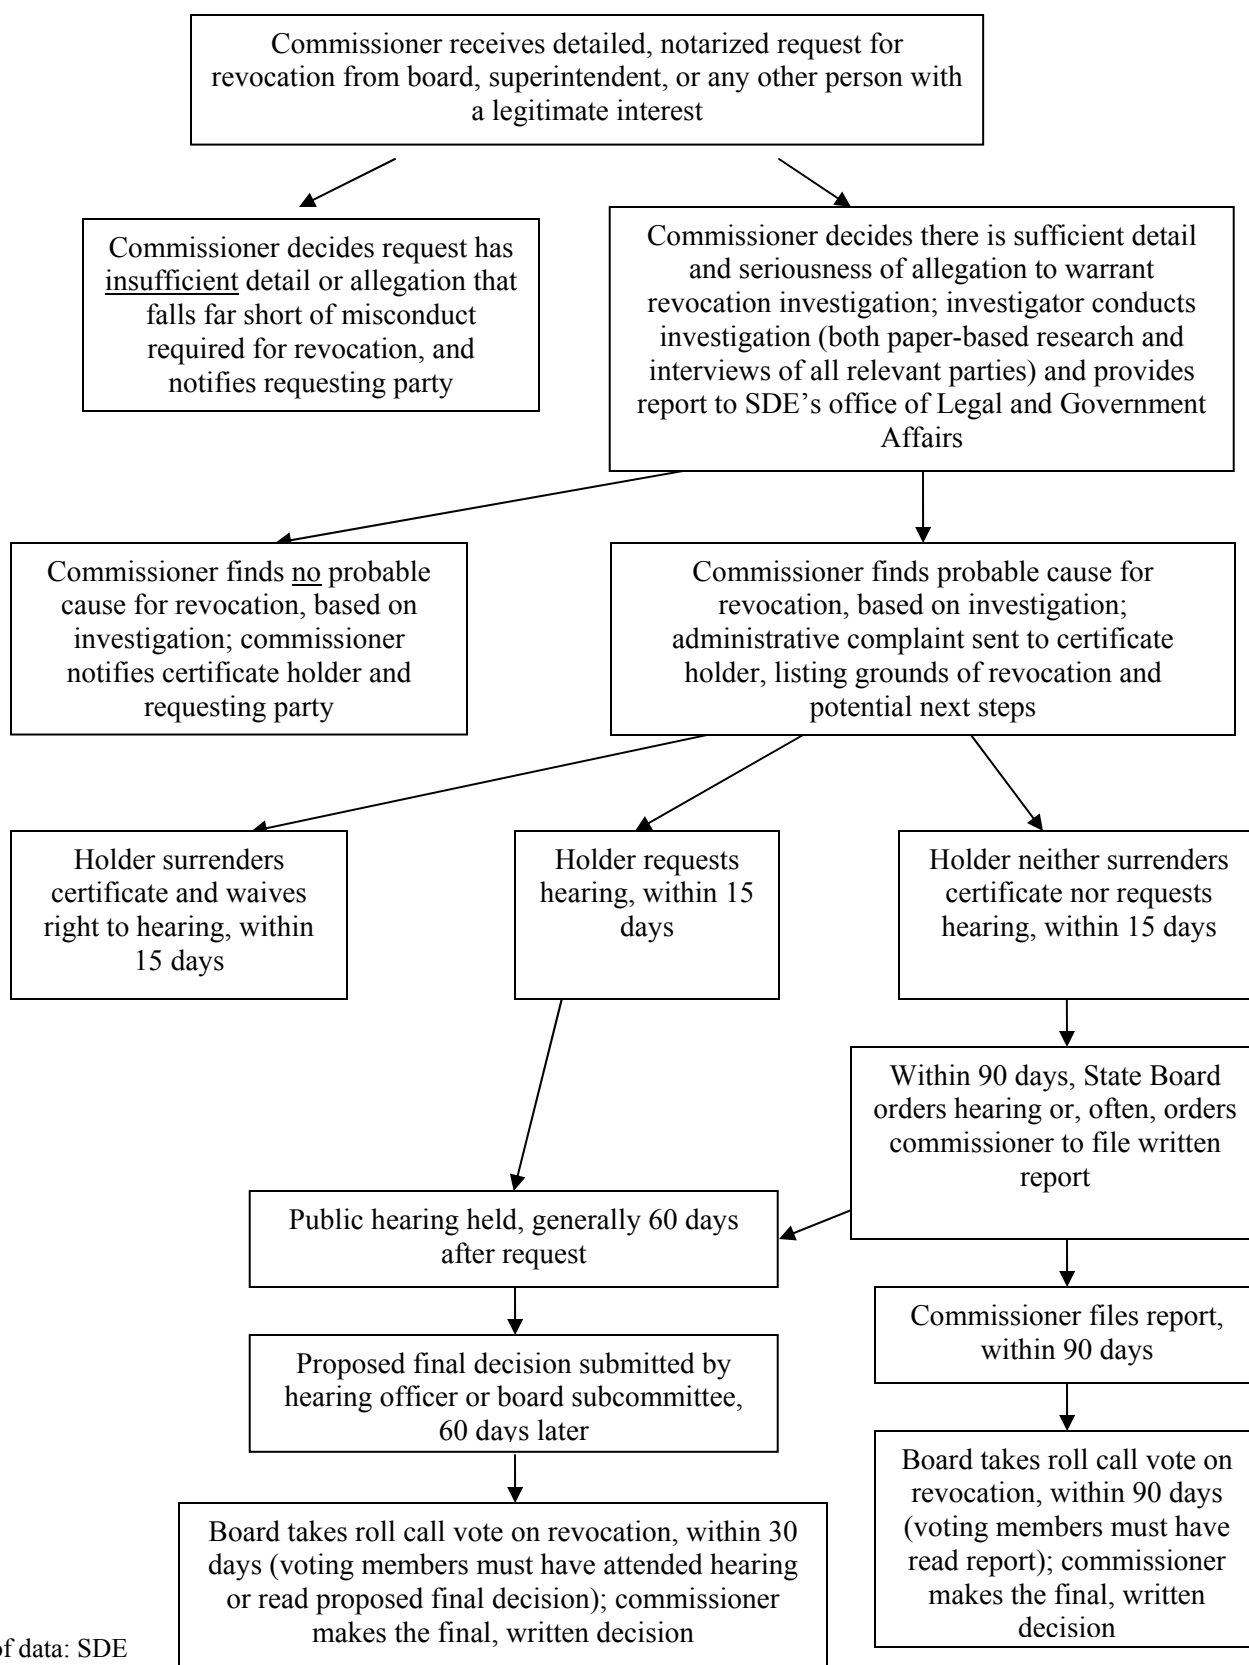 Commissioner receives detailed, notarized request for
revocation from board, superintendent, or any other person with
a legitimate interest
Commissioner decides request has
insufficient detail or allegation that
falls far short of misconduct
required for revocation, and
notifies requesting party
Commissioner decides there is sufficient detail
and seriousness of allegation to warrant
revocation investigation; investigator conducts
investigation (both paper-based research and
interviews of all relevant parties) and provides
report to SDE’s office of Legal and Government
Affairs
Commissioner finds no probable
cause for revocation, based on
investigation; commissioner
notifies certificate holder and
requesting party
Commissioner finds probable cause for
revocation, based on investigation;
administrative complaint sent to certificate
holder, listing grounds of revocation and
potential next steps
Holder surrenders
certificate and waives
right to hearing, within
15 days
Holder requests
hearing, within 15
days
Holder neither surrenders
certificate nor requests
hearing, within 15 days
Within 90 days, State Board
orders hearing or, often, orders
commissioner to file written
report
Public hearing held, generally 60 days
after request
Commissioner files report,
within 90 days
Proposed final decision submitted by
hearing officer or board subcommittee,
60 days later
Board takes roll call vote on
revocation, within 90 days
(voting members must have
read report); commissioner
makes the final, written
decision
Board takes roll call vote on revocation, within 30
days (voting members must have attended hearing
or read proposed final decision); commissioner
makes the final, written decision
of data: SDE